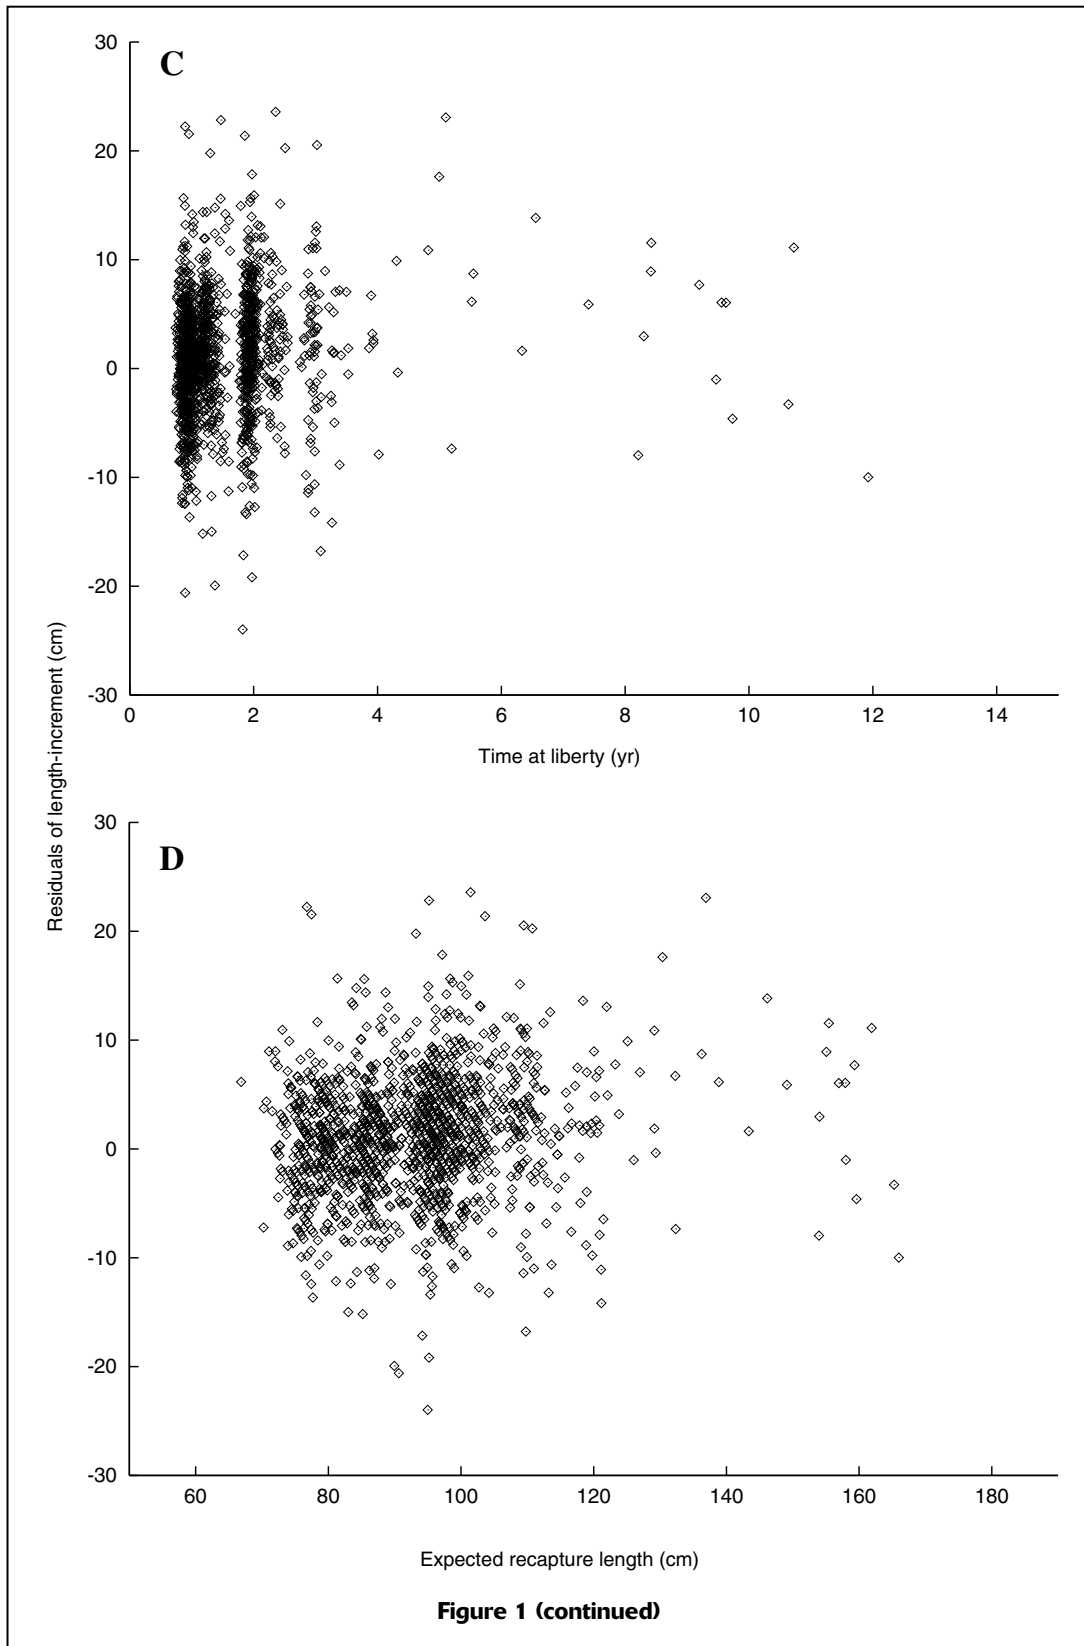 C
30
20
10
0
-10
-20
-30
0 2 4 6 8 10 12 14
Time at liberty (yr)
Residuals of length-increment (cm)
D
30
20
10
0
-10
-20
-30
60 80 100 120 140 160 180
Expected recapture length (cm)
Figure 1 (continued)